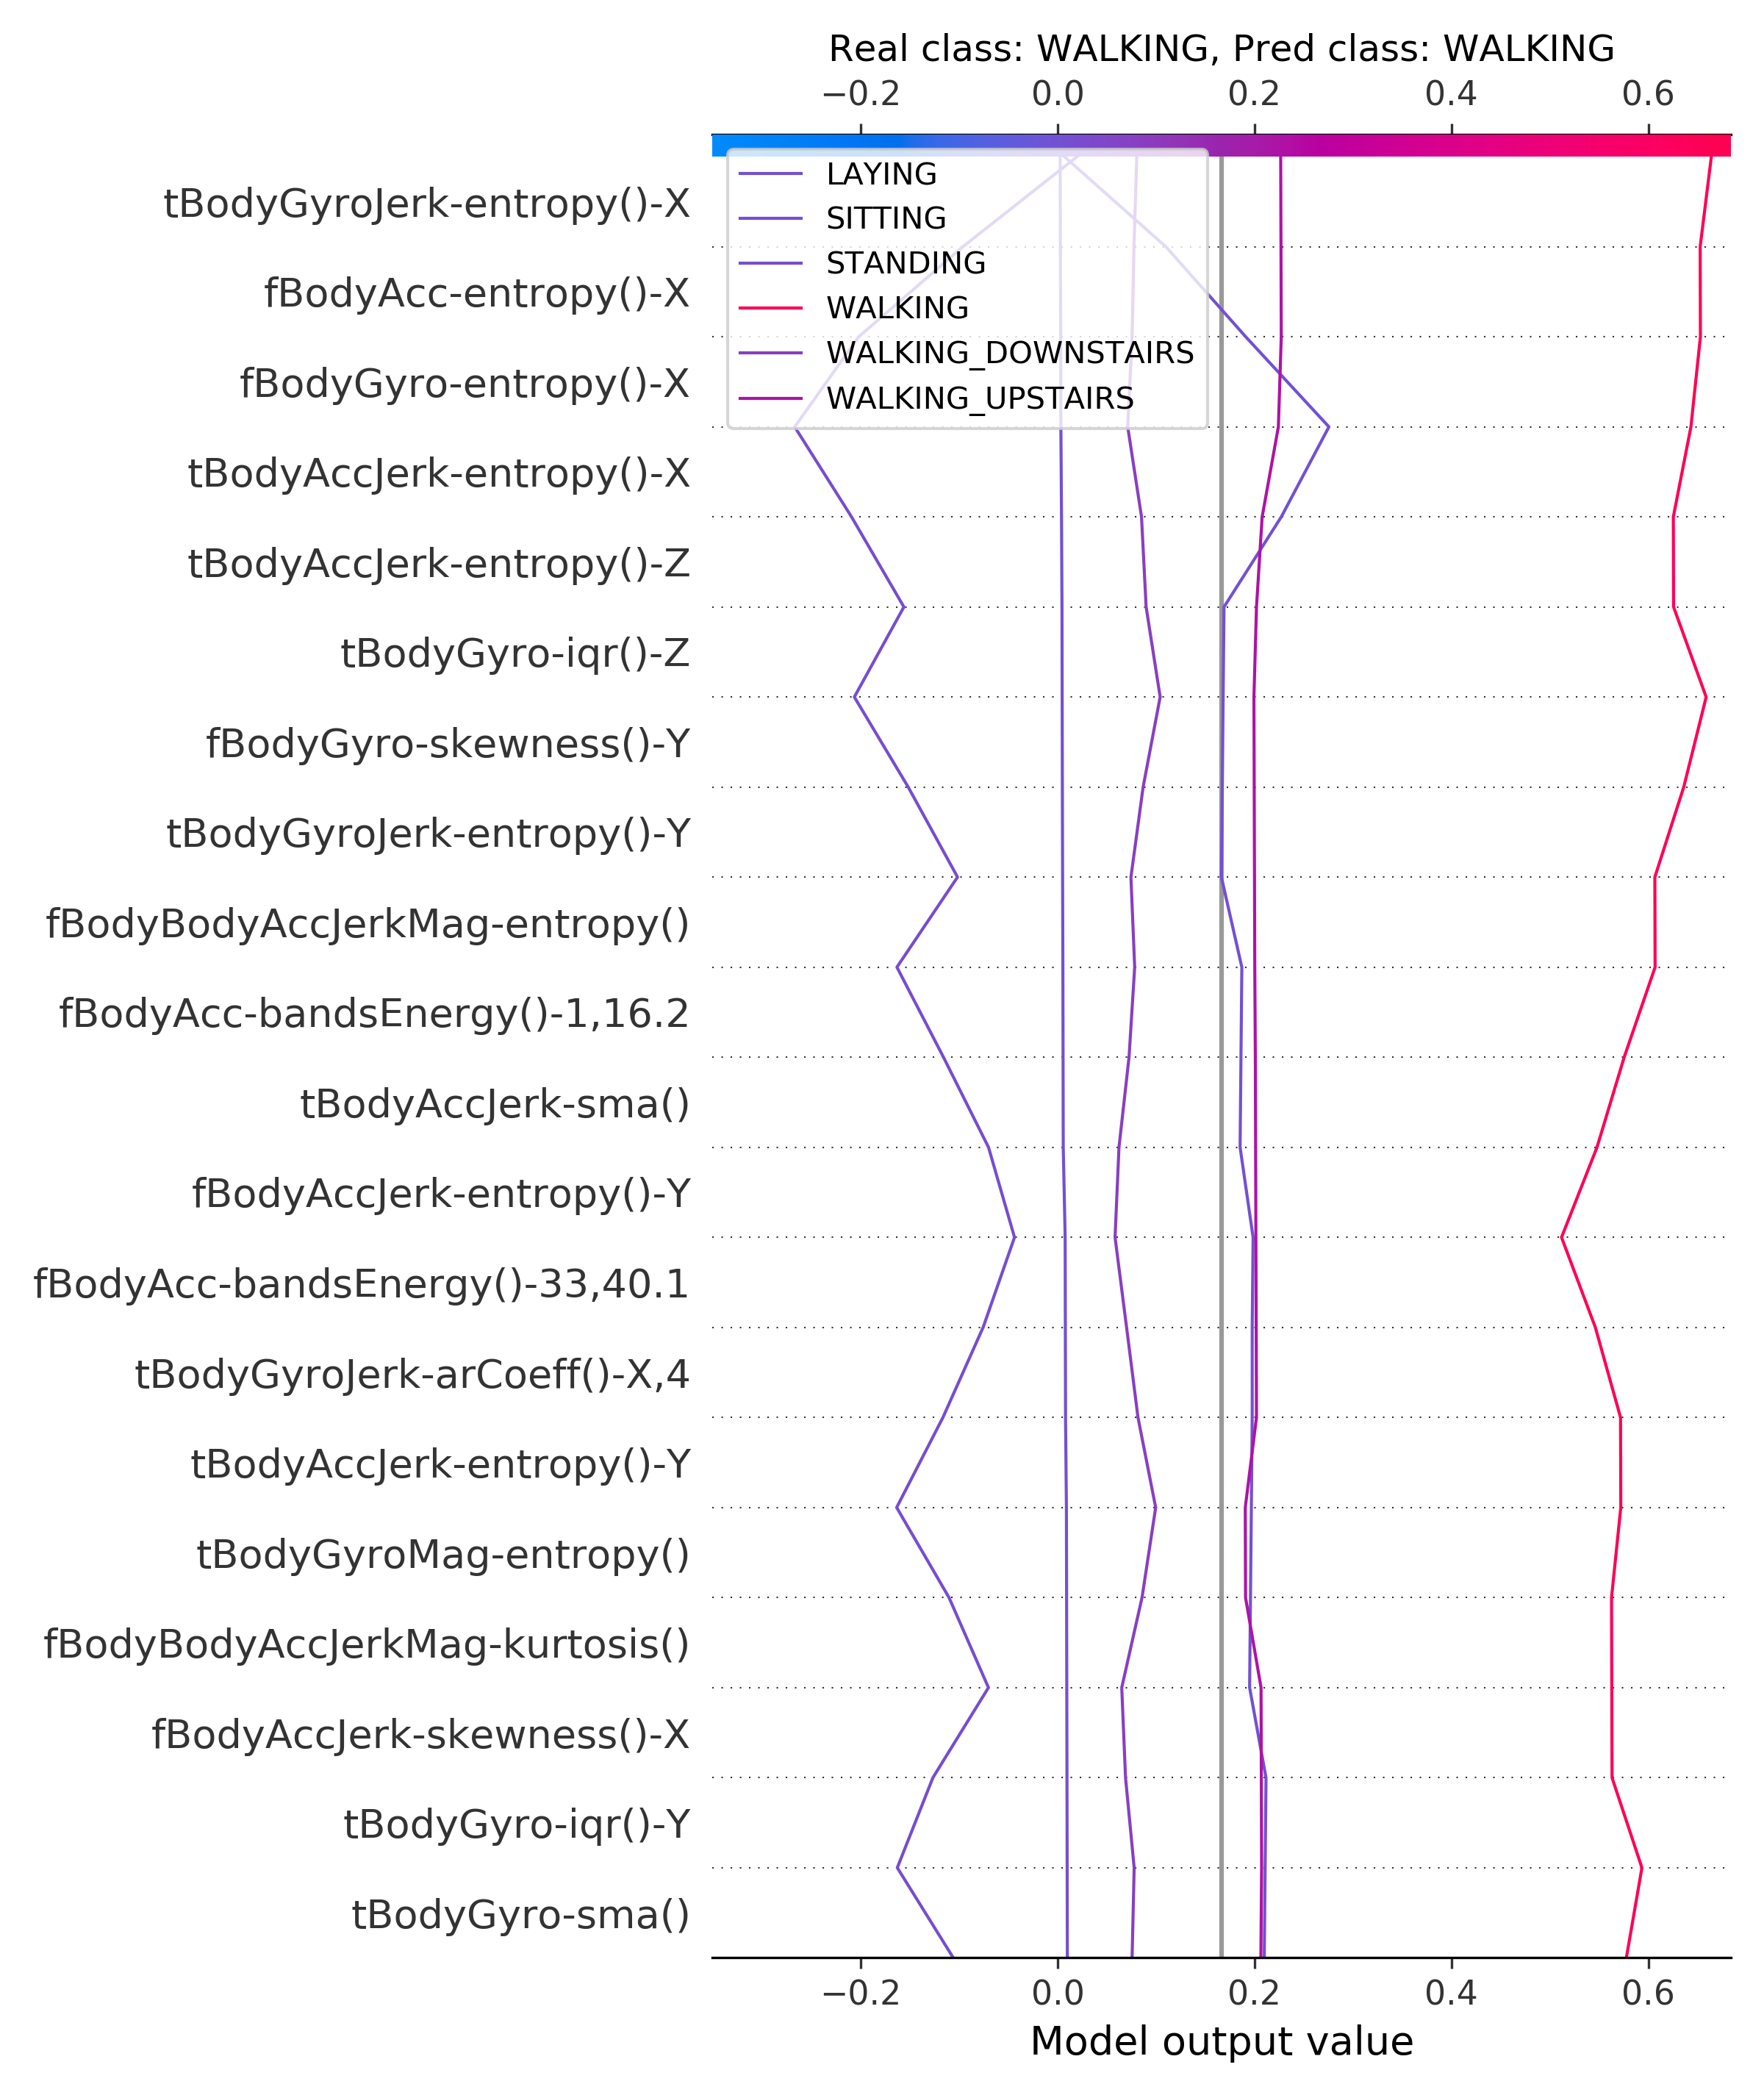 Real class: WALKING, Pred class: WALKING
−0.2 0.0 0.2 0.4 0.6
LAYING
SITTING
STANDING
WALKING
WALKING_DOWNSTAIRS
WALKING_UPSTAIRS
tBodyGyroJerk-entropy()-X
fBodyAcc-entropy()-X
fBodyGyro-entropy()-X
tBodyAccJerk-entropy()-X
tBodyAccJerk-entropy()-Z
tBodyGyro-iqr()-Z
fBodyGyro-skewness()-Y
tBodyGyroJerk-entropy()-Y
fBodyBodyAccJerkMag-entropy()
fBodyAcc-bandsEnergy()-1,16.2
tBodyAccJerk-sma()
fBodyAccJerk-entropy()-Y
fBodyAcc-bandsEnergy()-33,40.1
tBodyGyroJerk-arCoeff()-X,4
tBodyAccJerk-entropy()-Y
tBodyGyroMag-entropy()
fBodyBodyAccJerkMag-kurtosis()
fBodyAccJerk-skewness()-X
tBodyGyro-iqr()-Y
tBodyGyro-sma()
−0.2 0.0 0.2 0.4 0.6
Model output value